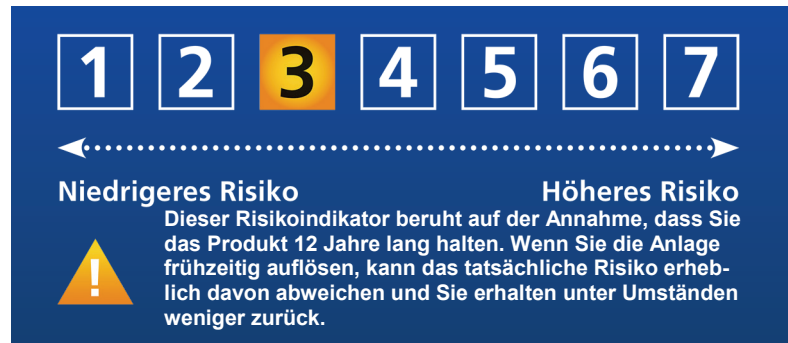 1 2 3 4 5 6 7
Niedrigeres Risiko Höheres Risiko
Dieser Risikoindikator beruht auf der Annahme, dass Sie
das Produkt 12 Jahre lang halten. Wenn Sie die Anlage
frühzeitig auflösen, kann das tatsächliche Risiko erheb-
lich davon abweichen und Sie erhalten unter Umständen
weniger zurück.
!